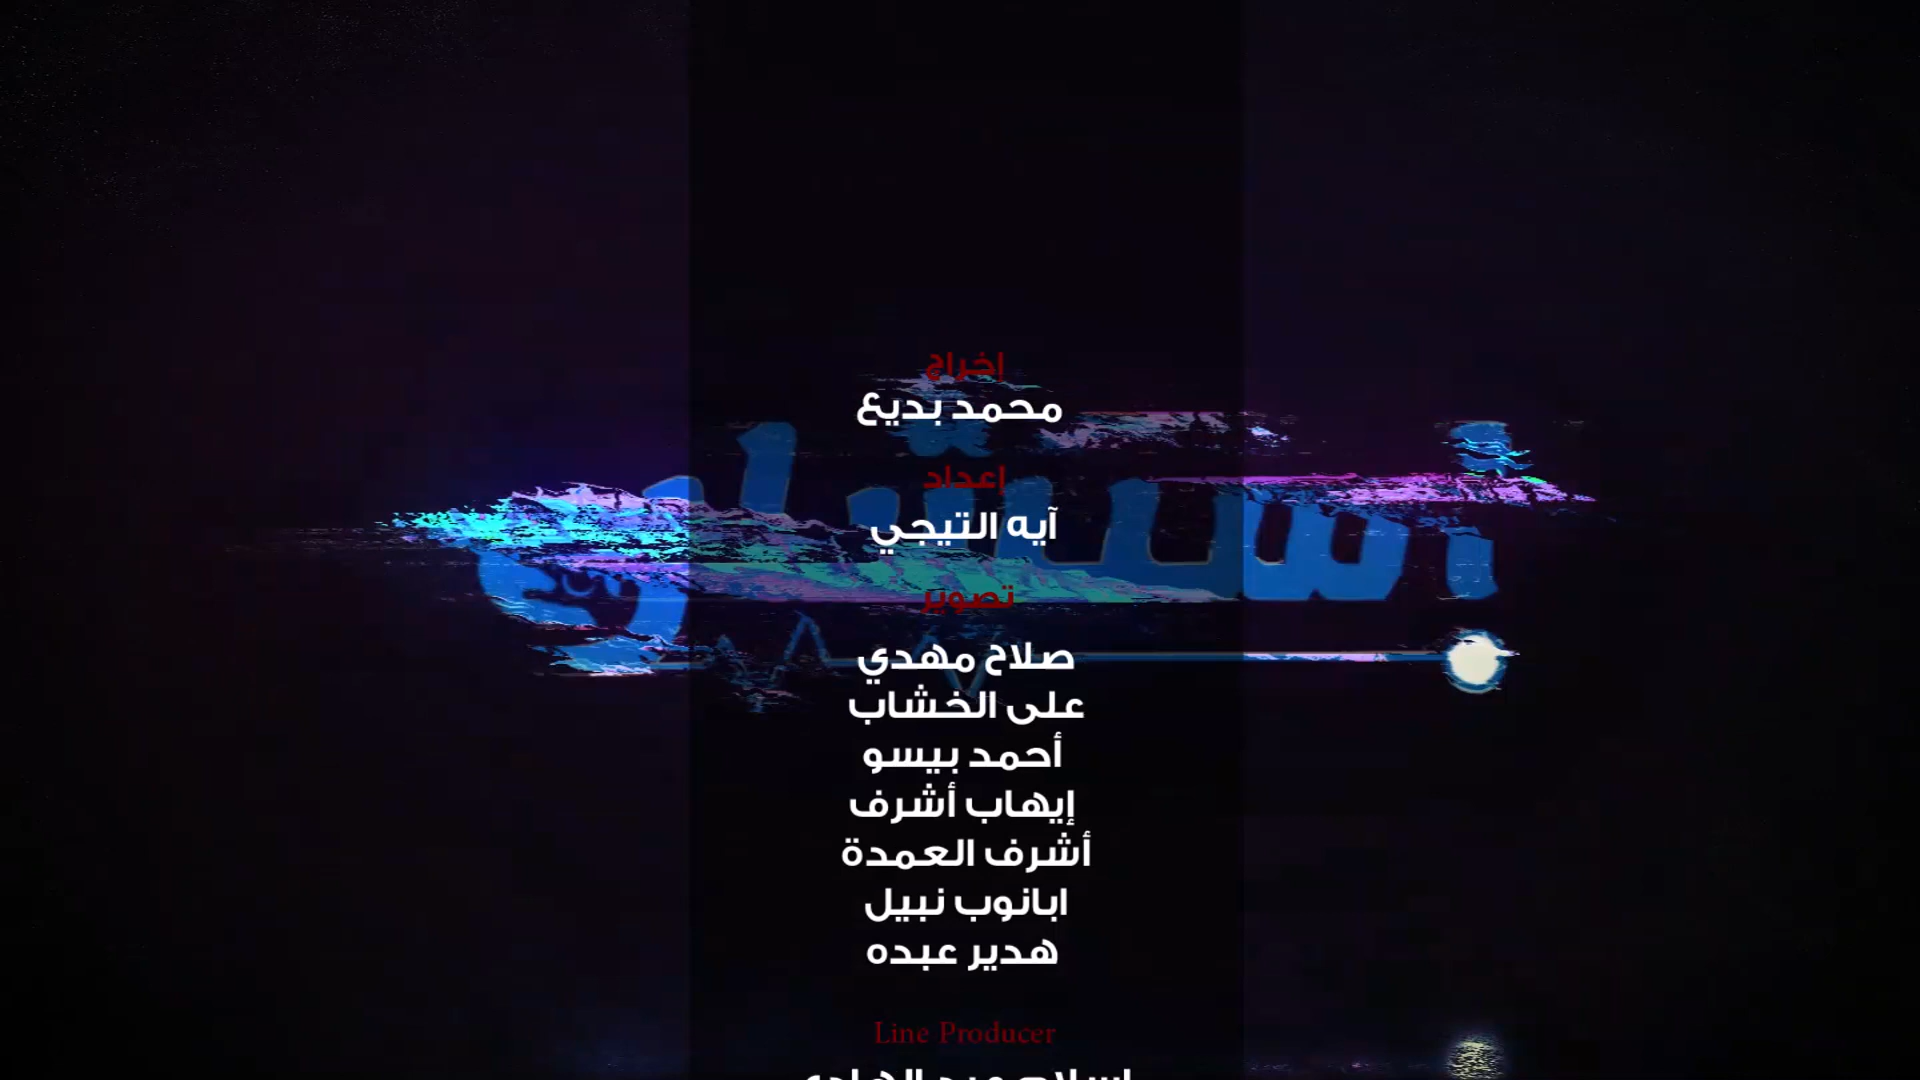 إخراج
محمد بديع
إعداد
آيه التيجي
تصوير
صلاح مهدي
على الخشاب
أحمد بيسو
إيهاب أشرف
أشرف العمدة
ابانوب نبيل
هدير عبده
Line Producer